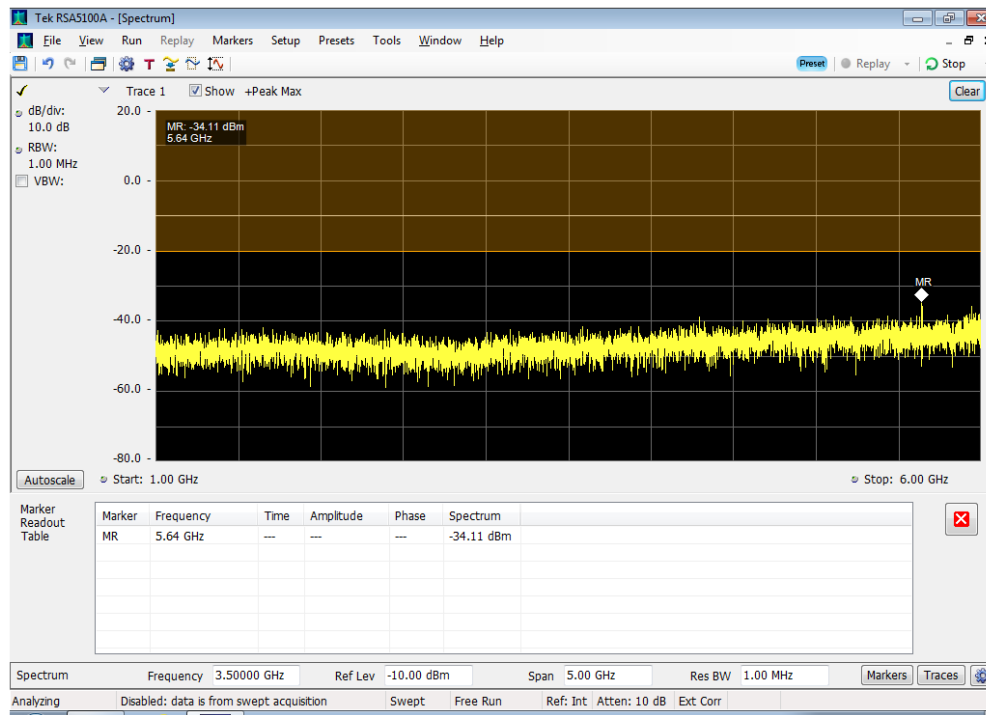 Tek RSA5100A - [Spectrum]
File View Run Replay Markers Setup Presets Tools Window Help
T Preset Replay Stop
Trace 1 Show +Peak Max Clear
dB/div:
10.0 dB
RBW:
1.00 MHz
VBW:
20.0
0.0
-20.0
-40.0
-60.0
-80.0
MR: -34.11 dBm
5.64 GHz
MR
Autoscale Start: 1.00 GHz Stop: 6.00 GHz
Marker Readout Table
Marker Frequency Time Amplitude Phase Spectrum
MR 5.64 GHz --- --- --- -34.11 dBm
Spectrum Frequency 3.50000 GHz Ref Lev -10.00 dBm Span 5.00 GHz Res BW 1.00 MHz Markers Traces
Analyzing Disabled: data is from swept acquisition Swept Free Run Ref: Int Atten: 10 dB Ext Corr